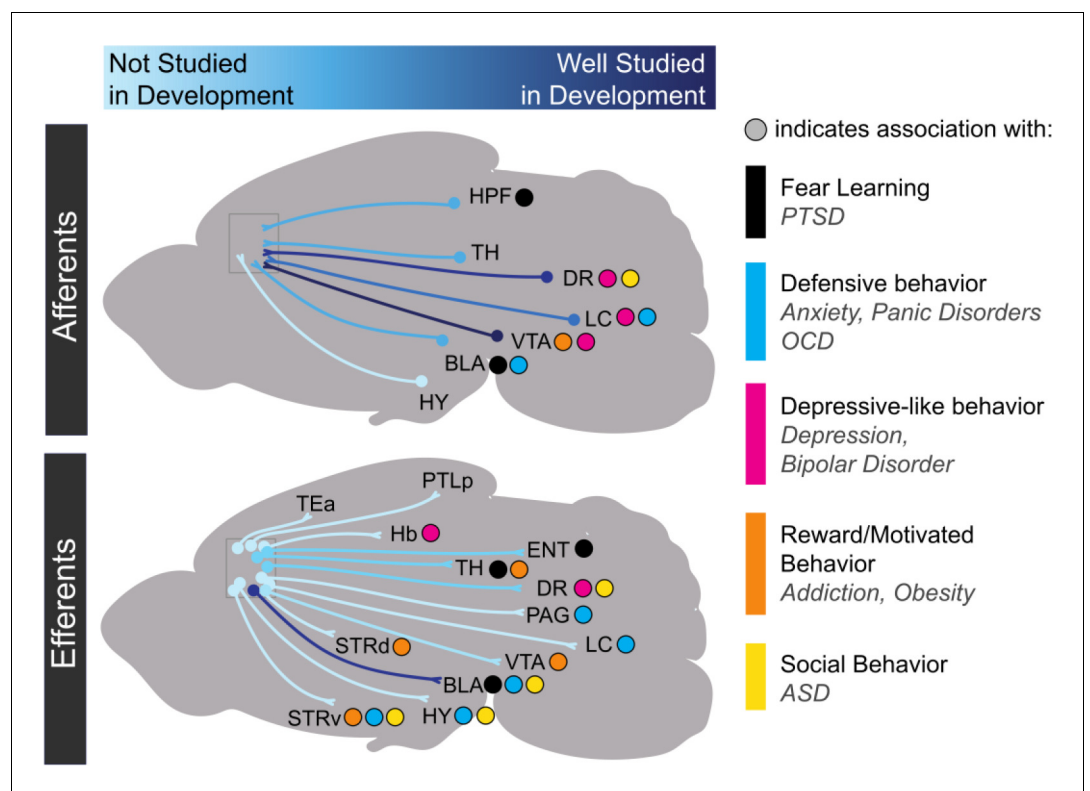 Not Studied
in Development
Well Studied
in Development
indicates association with:
Afferents
HPF
TH
DR
LC
VTA
BLA
HY
Efferents
PTLp
TEa
Hb
ENT
TH
DR
PAG
STRd
LC
VTA
BLA
STRv
HY
Fear Learning
PTSD
Defensive behavior
Anxiety, Panic Disorders
OCD
Depressive-like behavior
Depression,
Bipolar Disorder
Reward/Motivated
Behavior
Addiction, Obesity
Social Behavior
ASD